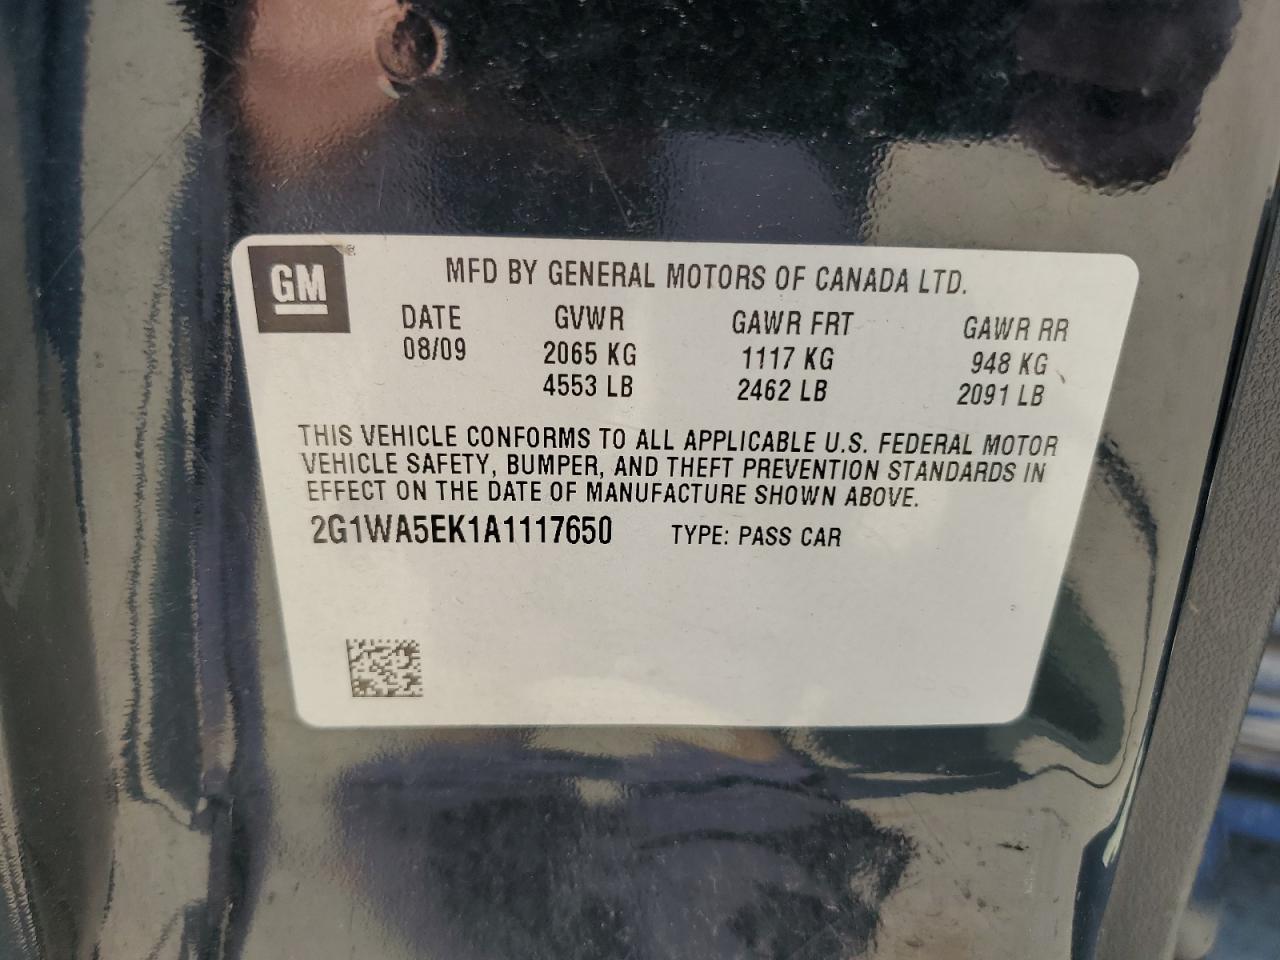 GM ®
MFD BY GENERAL MOTORS OF CANADA LTD.
DATE GVWR GAWR FRT GAWR RR
08/09 2065 KG 1117 KG 948 KG
4553 LB 2462 LB 2091 LB
THIS VEHICLE CONFORMS TO ALL APPLICABLE U.S. FEDERAL MOTOR
VEHICLE SAFETY, BUMPER, AND THEFT PREVENTION STANDARDS IN
EFFECT ON THE DATE OF MANUFACTURE SHOWN ABOVE.
2G1WA5EK1A1117650 TYPE: PASS CAR